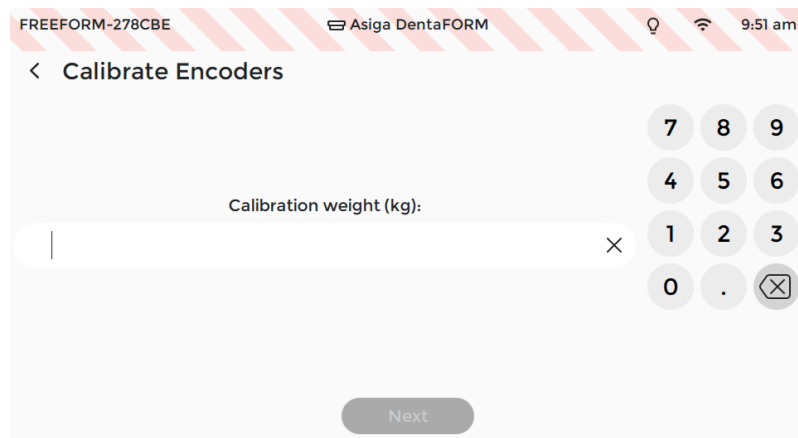 FREEFORM-278CBE Asiga DentaFORM 9:51 am
Calibrate Encoders
7 8 9
4 5 6
Calibration weight (kg):
1 2 3
0 .
Next